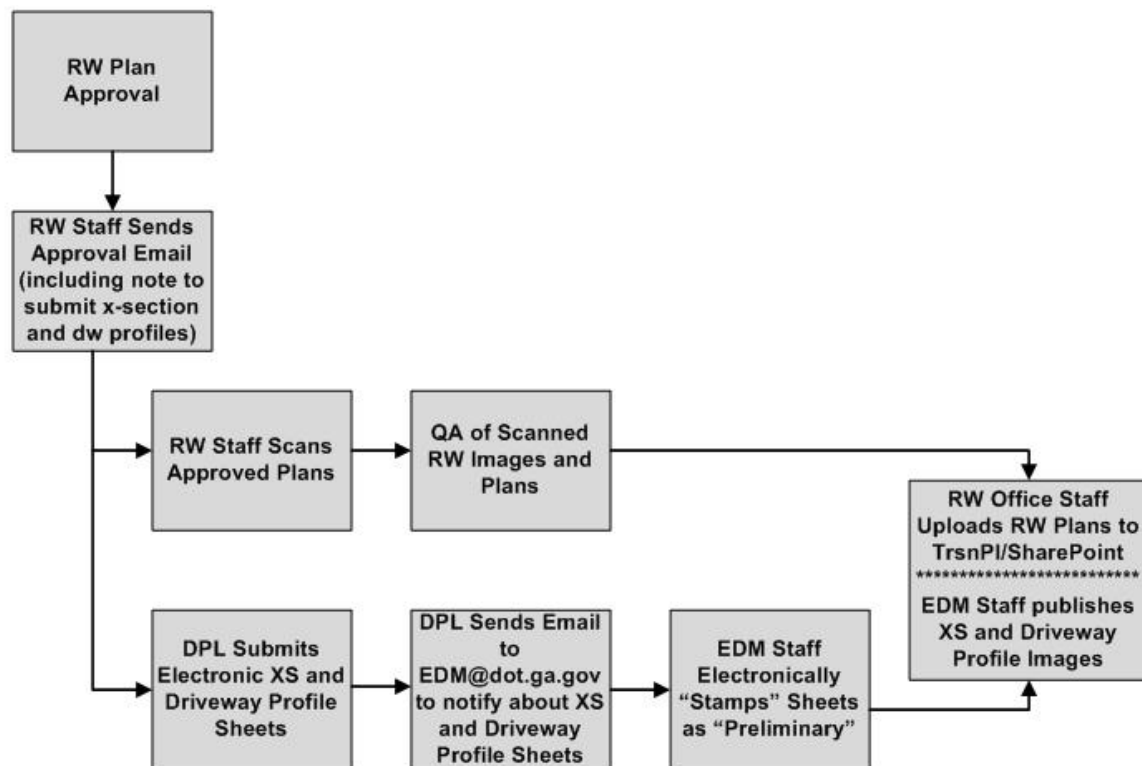 RW Plan
Approval
RW Staff Sends
Approval Email
(including note to
submit x-section
and dw profiles)
RW Staff Scans
Approved Plans
QA of Scanned
RW Images and
Plans
RW Office Staff
Uploads RW Plans to
TrsnPI/SharePoint
**************************
EDM Staff publishes
XS and Driveway
Profile Images
DPL Submits
Electronic XS and
Driveway Profile
Sheets
DPL Sends Email
to
EDM@dot.ga.gov
to notify about XS
and Driveway
Profile Sheets
EDM Staff
Electronically
“Stamps” Sheets
as “Preliminary”